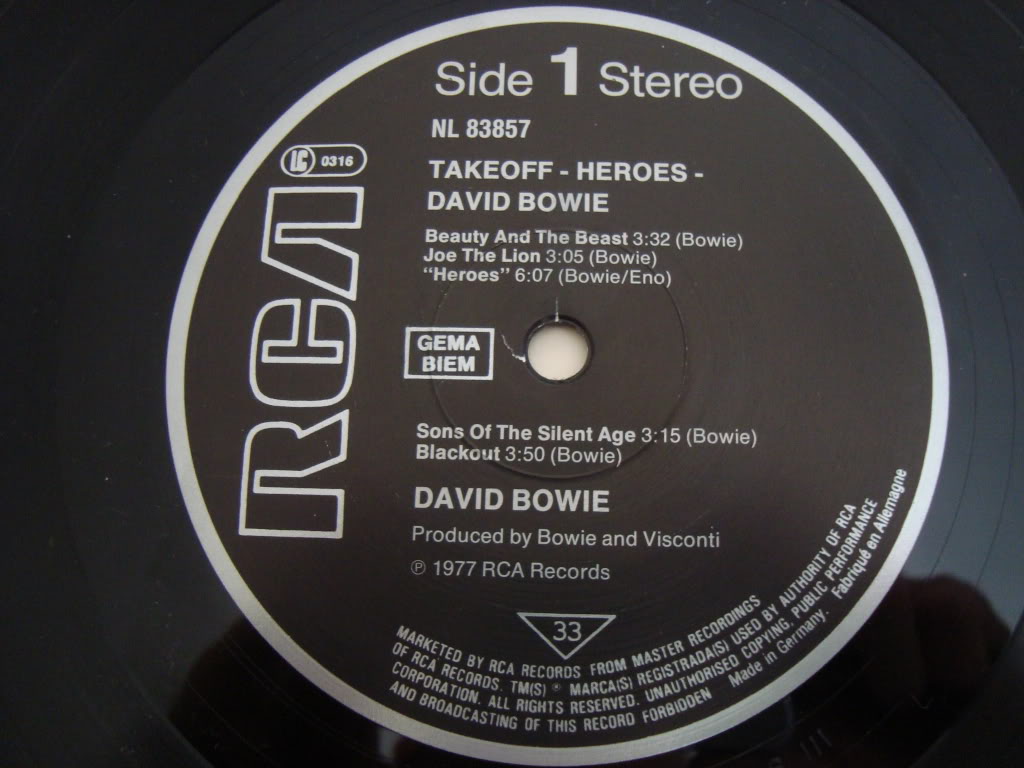 Side 1 Stereo
NL 83857
LC 0316
TAKEOFF - HEROES -
DAVID BOWIE
Beauty And The Beast 3:32 (Bowie)
Joe The Lion 3:05 (Bowie)
“Heroes” 6:07 (Bowie/Eno)
RCA
GEMA
BIEM
Sons Of The Silent Age 3:15 (Bowie)
Blackout 3:50 (Bowie)
DAVID BOWIE
Produced by Bowie and Visconti
℗ 1977 RCA Records
33
MARKETED BY RCA RECORDS FROM MASTER RECORDINGS
OF RCA RECORDS. TM(S) ® MARCA(S) REGISTRADA(S) USED BY AUTHORITY OF RCA
CORPORATION. ALL RIGHTS RESERVED. UNAUTHORISED COPYING, PUBLIC PERFORMANCE
AND BROADCASTING OF THIS RECORD FORBIDDEN Made in Germany. Fabriqué en Allemagne